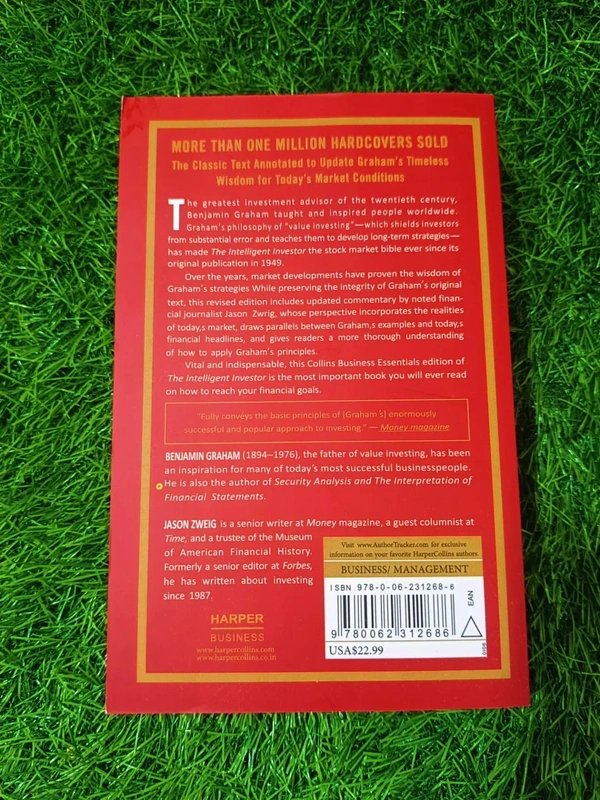 MORE THAN ONE MILLION HARDCOVERS SOLD
The Classic Text Annotated to Update Graham's Timeless
Wisdom for Today's Market Conditions
The greatest investment advisor of the twentieth century,
Benjamin Graham taught and inspired people worldwide.
Graham's philosophy of "value investing"—which shields investors
from substantial error and teaches them to develop long-term strategies—
has made The Intelligent Investor the stock market bible ever since its
original publication in 1949.
Over the years, market developments have proven the wisdom of
Graham's strategies While preserving the integrity of Graham's original
text, this revised edition includes updated commentary by noted finan-
cial journalist Jason Zwrig, whose perspective incorporates the realities
of today,s market, draws parallels between Graham,s examples and today,s
financial headlines, and gives readers a more thorough understanding
of how to apply Graham's principles.
Vital and indispensable, this Collins Business Essentials edition of
The Intelligent Investor is the most important book you will ever read
on how to reach your financial goals.
"Fully conveys the basic principles of [Graham's] enormously
successful and popular approach to investing." — Money magazine
BENJAMIN GRAHAM (1894–1976), the father of value investing, has been
an inspiration for many of today's most successful businesspeople.
He is also the author of Security Analysis and The Interpretation of
Financial Statements.
JASON ZWEIG is a senior writer at Money magazine, a guest columnist at
Time, and a trustee of the Museum
of American Financial History.
Formerly a senior editor at Forbes,
he has written about investing
since 1987.
HARPER
BUSINESS
www.harpercollins.com
www.harpercollins.co.in
Visit www.AuthorTracker.com for exclusive
information on your favorite HarperCollins authors.
BUSINESS/ MANAGEMENT
ISBN 978-0-06-231268-6
EAN
9 780062 312686
USA$22.99